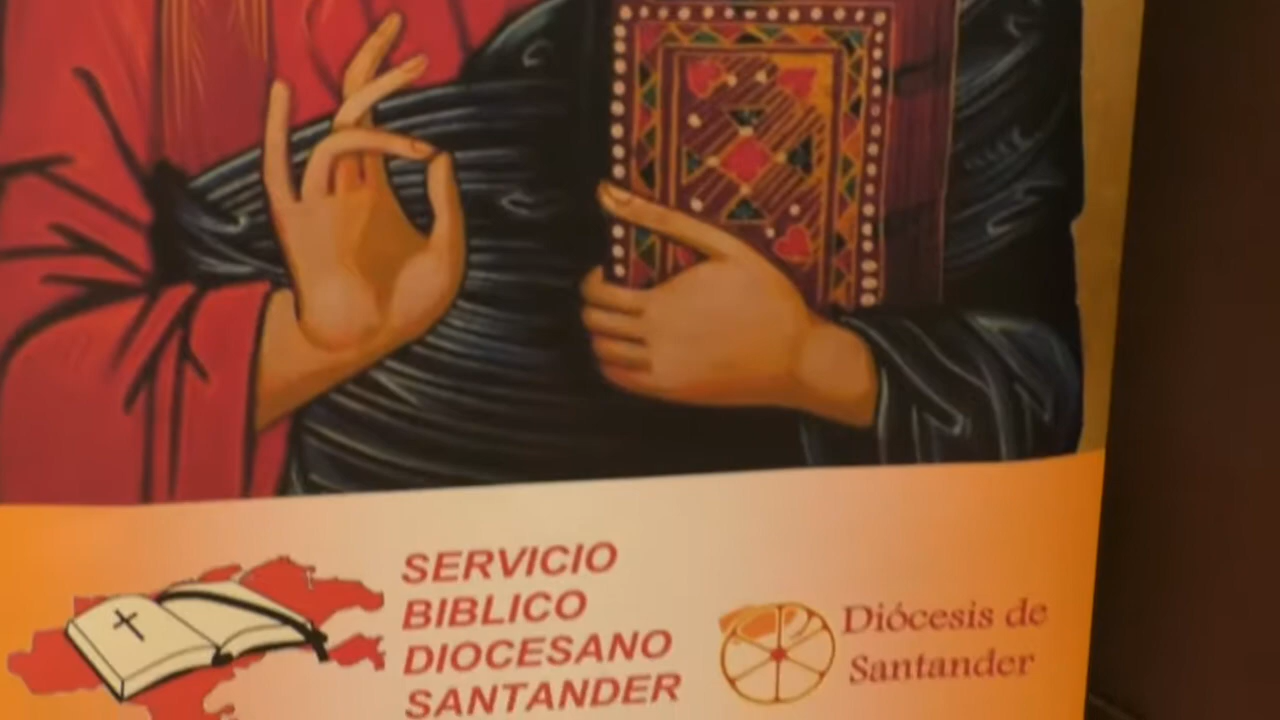 SERVICIO
BIBLICO
DIOCESANO
SANTANDER
Diócesis de
Santander